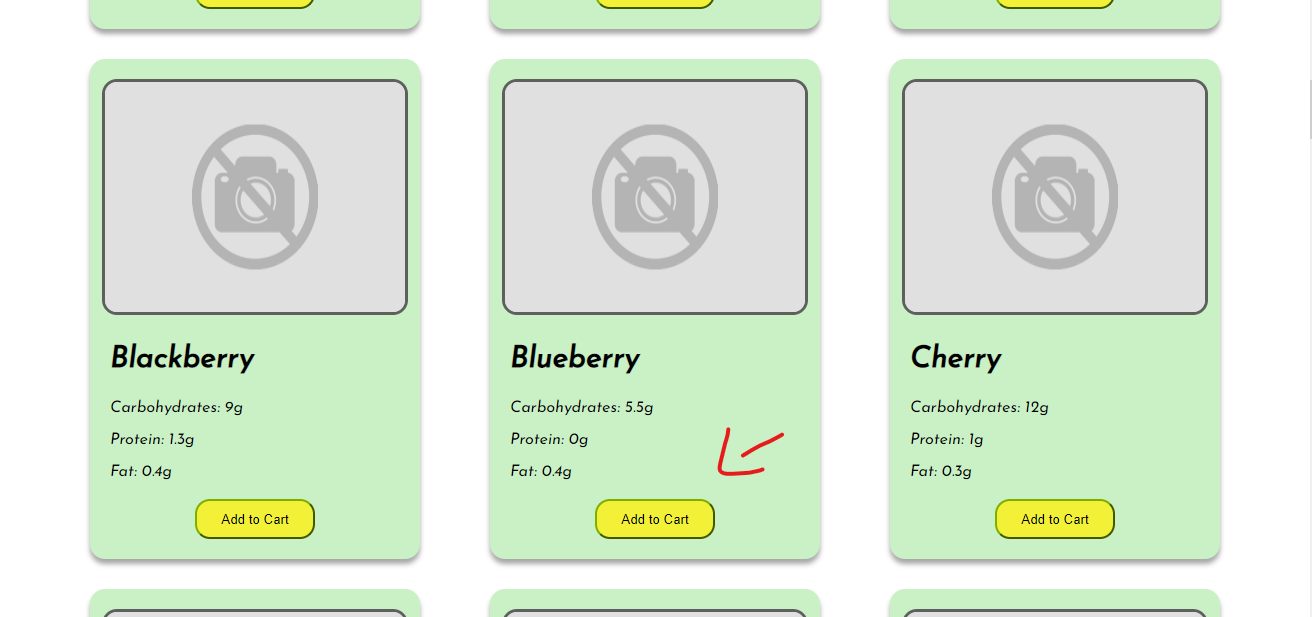 Blackberry
Carbohydrates: 9g
Protein: 1.3g
Fat: 0.4g
Add to Cart
Blueberry
Carbohydrates: 5.5g
Protein: 0g
Fat: 0.4g
Add to Cart
Cherry
Carbohydrates: 12g
Protein: 1g
Fat: 0.3g
Add to Cart